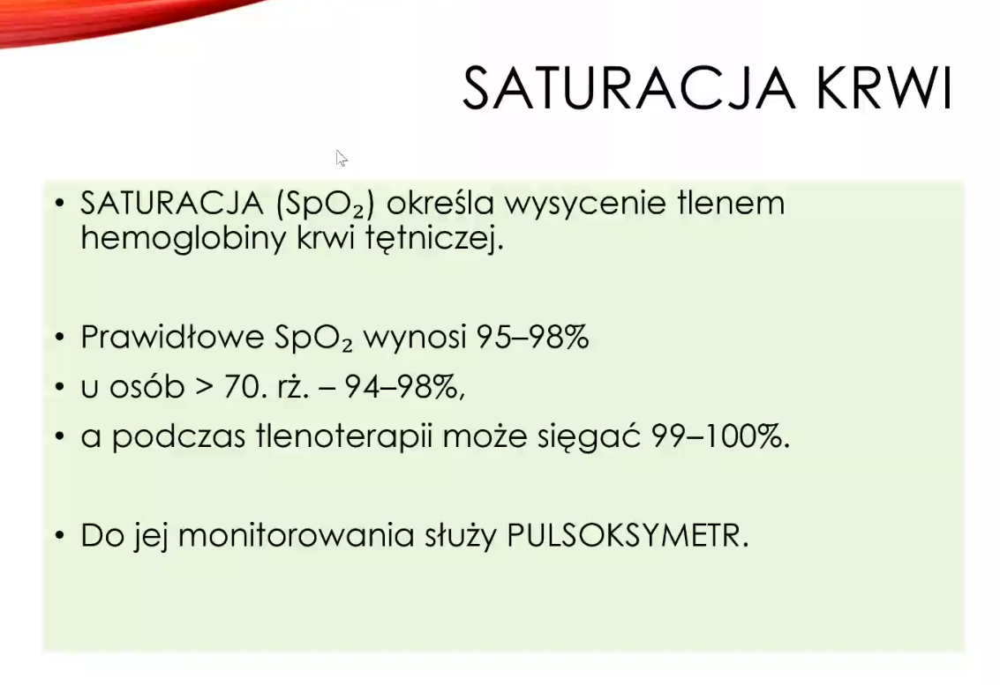 SATURACJA KRWI
• SATURACJA (SpO₂) określa wysycenie tlenem
hemoglobiny krwi tętniczej.
• Prawidłowe SpO₂ wynosi 95–98%
• u osób > 70. rż. – 94–98%,
• a podczas tlenoterapii może sięgać 99–100%.
• Do jej monitorowania służy PULSOKSYMETR.